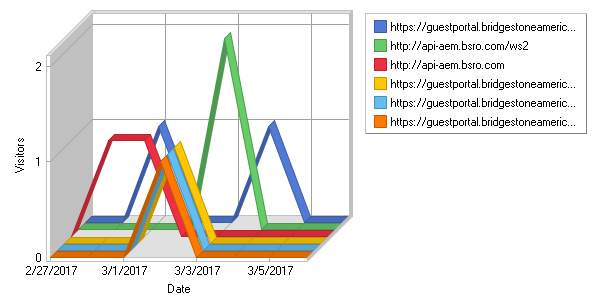 Visitors
2
1
0
2/27/2017
3/1/2017
3/3/2017
3/5/2017
Date
https://guestportal.bridgestoneameric...
http://api-aem.bsro.com/ws2
http://api-aem.bsro.com
https://guestportal.bridgestoneameric...
https://guestportal.bridgestoneameric...
https://guestportal.bridgestoneameric...